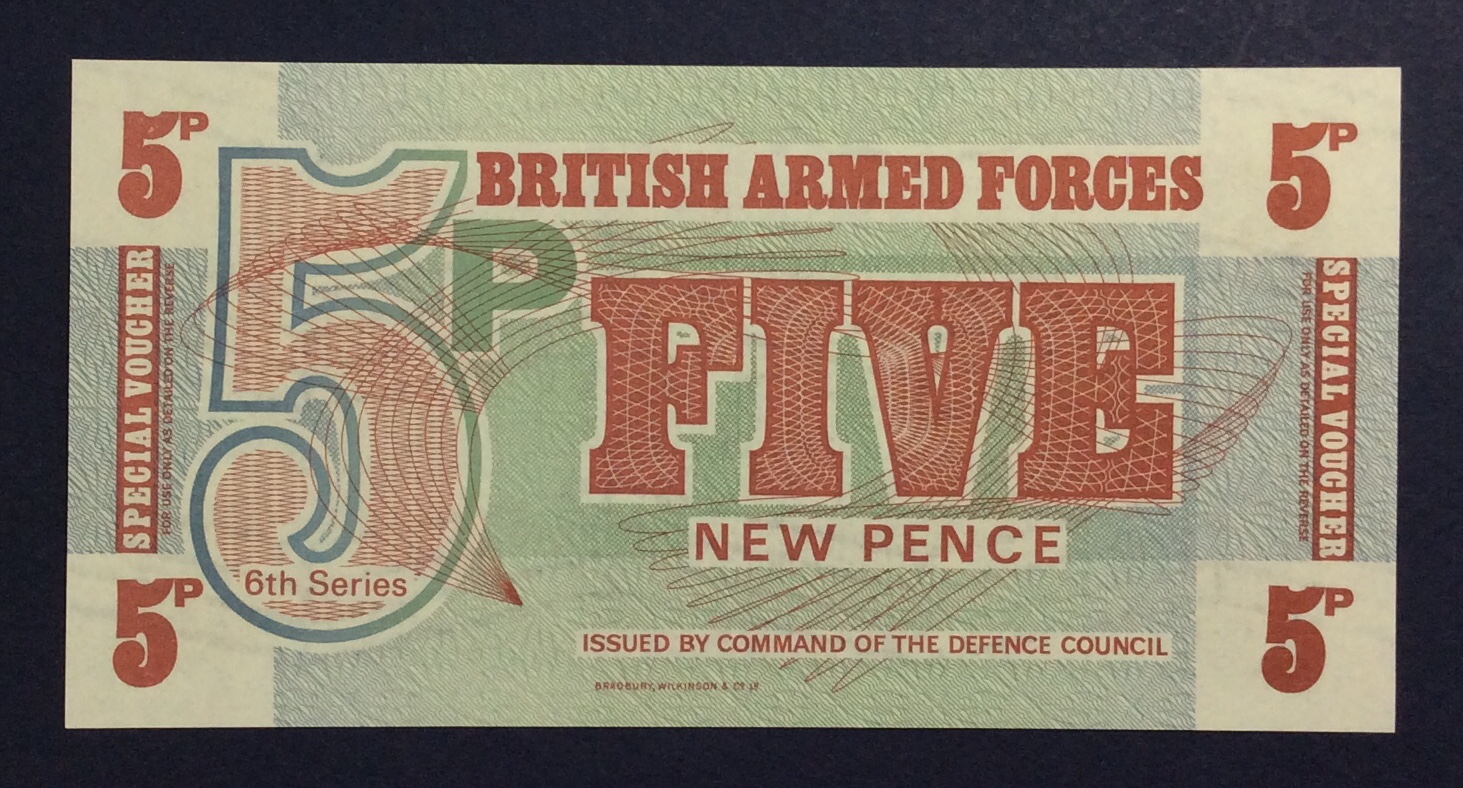 5P
5P
BRITISH ARMED FORCES
5P
SPECIAL VOUCHER
FOR USE ONLY AS DETAILED ON THE REVERSE
FIVE
NEW PENCE
SPECIAL VOUCHER
FOR USE ONLY AS DETAILED ON THE REVERSE
6th Series
5P
ISSUED BY COMMAND OF THE DEFENCE COUNCIL
5P
BRADBURY, WILKINSON & Co. Ld.